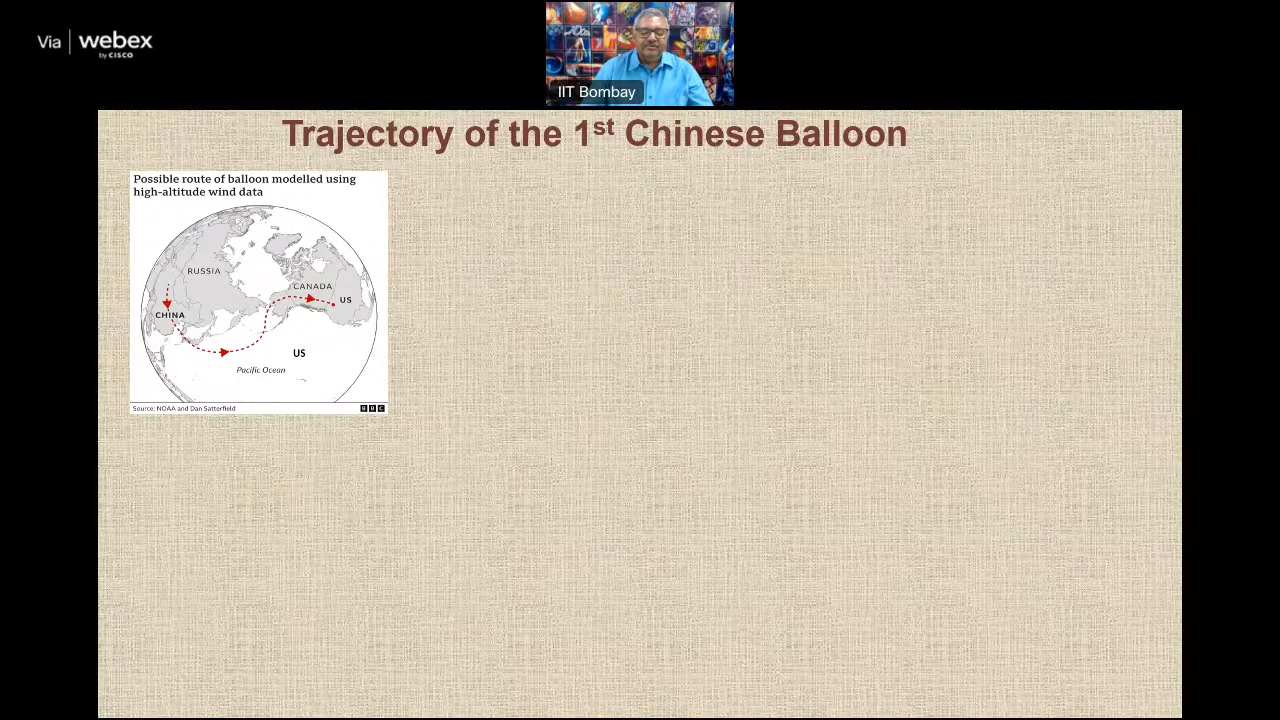 Via | webex
by CISCO
IIT Bombay
Trajectory of the 1st Chinese Balloon
Possible route of balloon modelled using
high-altitude wind data
RUSSIA
CANADA
US
CHINA
US
Pacific Ocean
Source: NOAA and Dan Satterfield
BBC